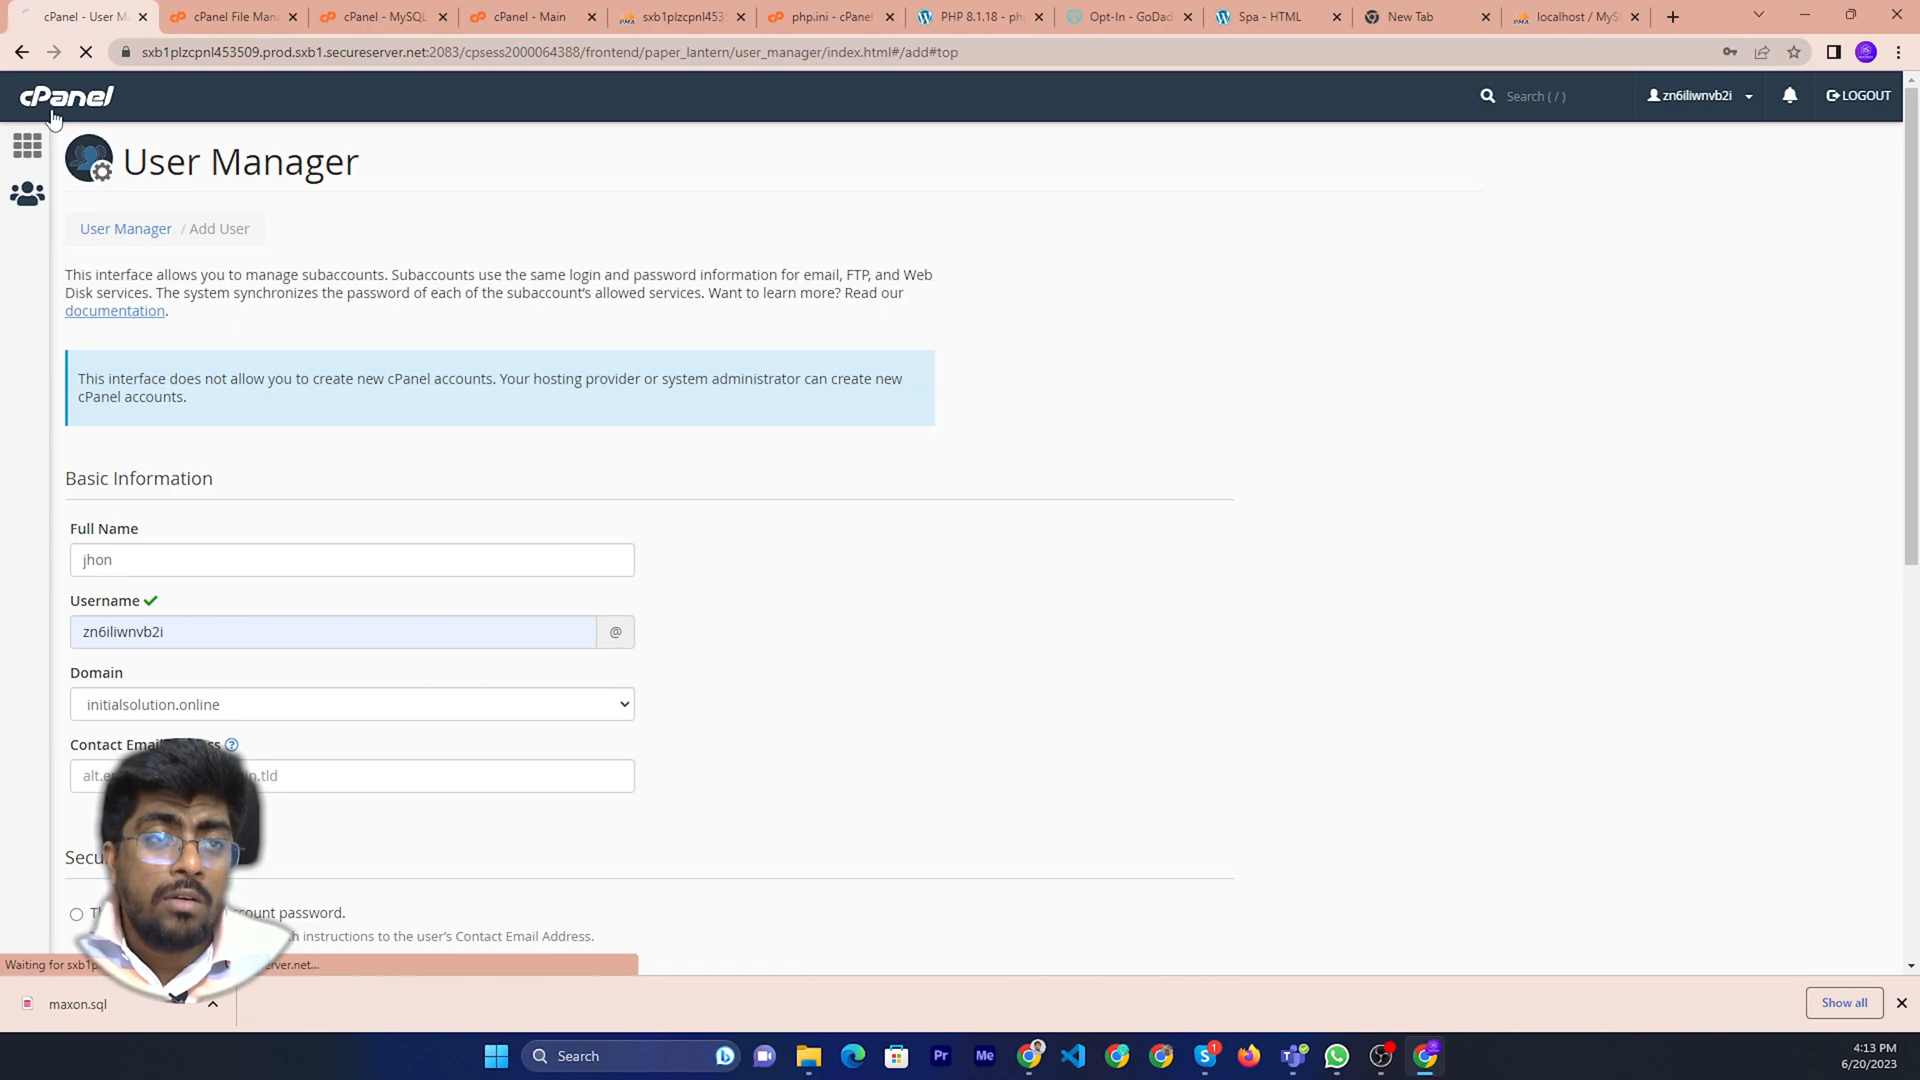 cPanel - User M
cPanel File Man
cPanel - MySQL
cPanel - Main
sxb1plzcpnl453
php.ini - cPanel
PHP 8.1.18 - ph
Opt-In - GoDad
Spa - HTML
New Tab
localhost / MyS
sxb1plzcpnl453509.prod.sxb1.secureserver.net:2083/cpsess2000064388/frontend/paper_lantern/user_manager/index.html#/add#top
cPanel
Search ( / )
zn6iliwnvb2i
LOGOUT
User Manager
User Manager / Add User
This interface allows you to manage subaccounts. Subaccounts use the same login and password information for email, FTP, and Web
Disk services. The system synchronizes the password of each of the subaccount's allowed services. Want to learn more? Read our
documentation.
This interface does not allow you to create new cPanel accounts. Your hosting provider or system administrator can create new
cPanel accounts.
Basic Information
Full Name
jhon
Username
zn6iliwnvb2i
@
Domain
initialsolution.online
Contact Email
.tld
count password.
instructions to the user's Contact Email Address.
Waiting for
erver.net...
maxon.sql
Show all
Search
Pr
Me
1
4:13 PM
6/20/2023